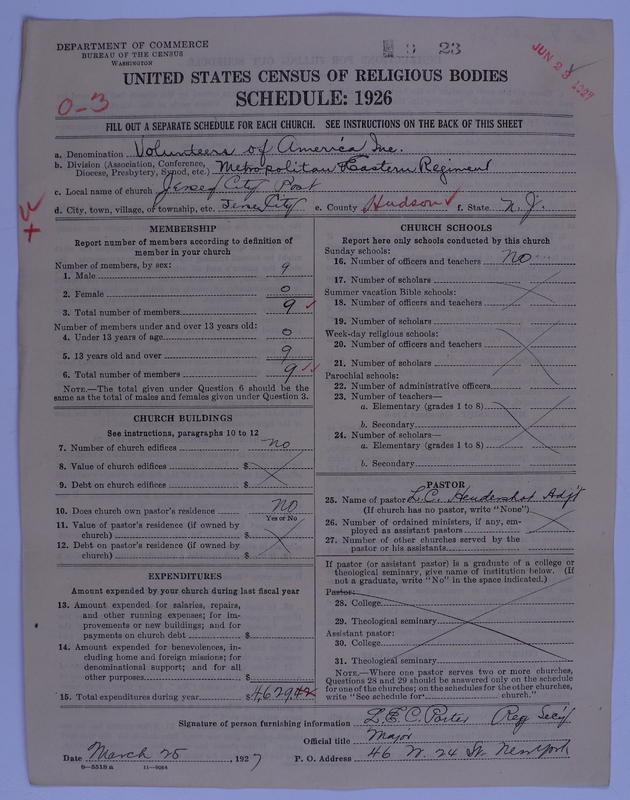 DEPARTMENT OF COMMERCE
BUREAU OF THE CENSUS
WASHINGTON
9 23
JUN 23 1927
UNITED STATES CENSUS OF RELIGIOUS BODIES
O-3
SCHEDULE: 1926
FILL OUT A SEPARATE SCHEDULE FOR EACH CHURCH. SEE INSTRUCTIONS ON THE BACK OF THIS SHEET
a. Denomination Volunteers of America Inc.
b. Division (Association, Conference, Diocese, Presbytery, Synod, etc.) Metropolitan Eastern Regiment
c. Local name of church Jersey City Post
d. City, town, village, or township, etc. Jersey City e. County Hudson f. State N. J.
MEMBERSHIP
Report number of members according to definition of
member in your church
Number of members, by sex:
1. Male 9
2. Female 0
3. Total number of members 9
Number of members under and over 13 years old:
4. Under 13 years of age 0
5. 13 years old and over 9
6. Total number of members 9
NOTE.—The total given under Question 6 should be the
same as the total of males and females given under Question 3.
CHURCH BUILDINGS
See instructions, paragraphs 10 to 12
7. Number of church edifices no
8. Value of church edifices $
9. Debt on church edifices $
10. Does church own pastor's residence NO
Yes or No
11. Value of pastor's residence (if owned by
church) $
12. Debt on pastor's residence (if owned by
church) $
EXPENDITURES
Amount expended by your church during last fiscal year
13. Amount expended for salaries, repairs,
and other running expenses; for im-
provements or new buildings; and for
payments on church debt $
14. Amount expended for benevolences, in-
cluding home and foreign missions; for
denominational support; and for all
other purposes $
15. Total expenditures during year $4,629.42
CHURCH SCHOOLS
Report here only schools conducted by this church
Sunday schools:
16. Number of officers and teachers no
17. Number of scholars
Summer vacation Bible schools:
18. Number of officers and teachers
19. Number of scholars
Week-day religious schools:
20. Number of officers and teachers
21. Number of scholars
Parochial schools:
22. Number of administrative officers
23. Number of teachers—
a. Elementary (grades 1 to 8)
b. Secondary
24. Number of scholars—
a. Elementary (grades 1 to 8)
b. Secondary
PASTOR
25. Name of pastor L. C. Hendershot Adj't
(If church has no pastor, write "None")
26. Number of ordained ministers, if any, em-
ployed as assistant pastors
27. Number of other churches served by the
pastor or his assistants
If pastor (or assistant pastor) is a graduate of a college or
theological seminary, give name of institution below. (If
not a graduate, write "No" in the space indicated.)
Pastor:
28. College
29. Theological seminary
Assistant pastor:
30. College
31. Theological seminary
NOTE.—Where one pastor serves two or more churches,
Questions 28 and 29 should be answered only on the schedule
for one of the churches; on the schedules for the other churches,
write "See schedule for church."
Signature of person furnishing information L. E. C. Porter Reg Sec'y
Official title Major
Date March 25, 1927 P. O. Address 46 W. 24 St. New York
8—5518 a 11—9084